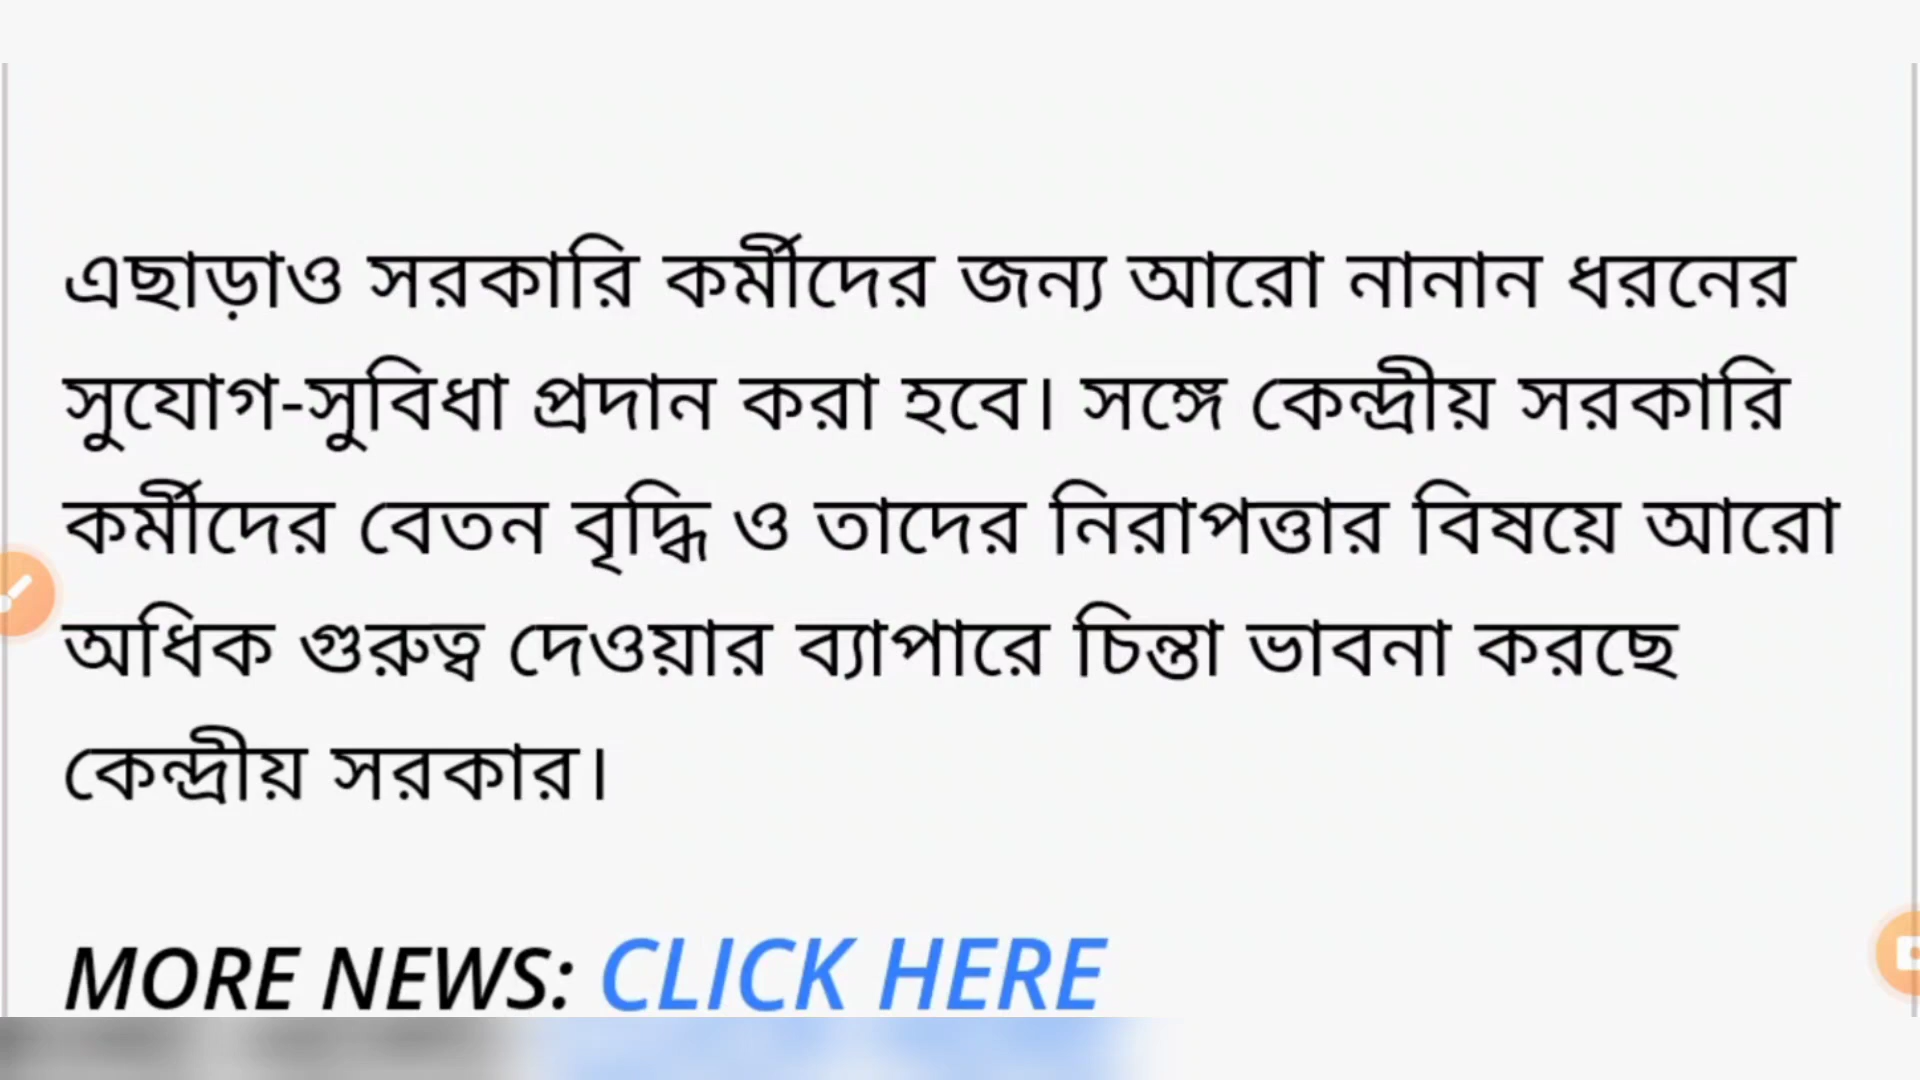 এছাড়াও সরকারি কর্মীদের জন্য আরো নানান ধরনের
সুযোগ-সুবিধা প্রদান করা হবে। সঙ্গে কেন্দ্রীয় সরকারি
কর্মীদের বেতন বৃদ্ধি ও তাদের নিরাপত্তার বিষয়ে আরো
অধিক গুরুত্ব দেওয়ার ব্যাপারে চিন্তা ভাবনা করছে
কেন্দ্রীয় সরকার।
MORE NEWS: CLICK HERE